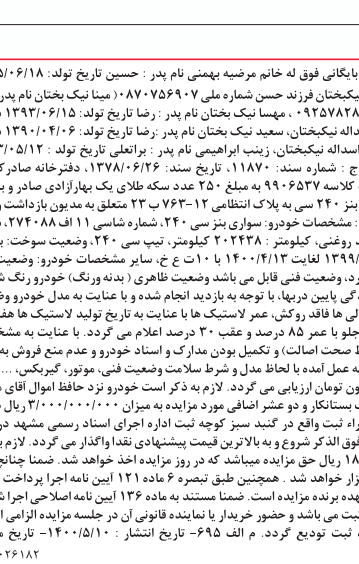 بایگانی فوق له خانم مرضیه بهمنی نام پدر : حسین تاریخ تولد: ۵/۰۶/۱۸
نیکبختان فرزند حسن شماره ملی ۰۸۷۰۷۵۶۹۰۷( مینا نیک بختان نام پدر
۰۹۲۵۷۸۲۸ ، مهسا نیک بختان نام پدر : رضا تاریخ تولد: ۱۳۹۳/۰۶/۱۵
داله نیکبختان، سعید نیک بختان نام پدر :رضا تاریخ تولد: ۱۳۹۰/۰۴/۰۶
اسداله نیکبختان، زینب ابراهیمی نام پدر : براتعلی تاریخ تولد : ۳/۰۵/۱۲
ج : شماره سند: ۱۱۸۷۰، تاریخ سند: ۱۳۷۸/۰۶/۲۶، دفترخانه صادرک
کلاسه ۹۹۰۶۵۳۷ به مبلغ ۲۵۰ عدد سکه طلای یک بهارآزادی صادر و ب
بنز ۲۴۰ سی به پلاک انتظامی ۱۲-۷۶۳ ب ۲۳ متعلق به مدیون بازداشت
: مشخصات خودرو: سواری بنز سی ۲۴۰، شماره شاسی ۱۱ اف ۲۷۴۰۸۸،
د روغنی، کیلومتر : ۲۰۲۴۳۸ کیلومتر، تیپ سی ۲۴۰، وضعیت سوخت: ب
۱۳۹۹/ لغایت ۱۴۰۰/۴/۱۳ با ۱۰ت ع خ، سایر مشخصات خودرو: وضعیت
رد، وضعیت فنی قابل می باشد وضعیت ظاهری ( بدنه ورنگ) خودرو رنگ ش
دگی پایین دربها، با توجه به بازدید انجام شده و با عنایت به مدل خودرو وض
لی ها فاقد روکش، عمر لاستیک ها با عنایت به تاریخ تولید لاستیک ها هف
جلو با عمر ۸۵ درصد و عقب ۳۰ درصد اعلام می گردد. با عنایت به مشخ
ط صحت اصالت) و تکمیل بودن مدارک و اسناد خودرو و عدم منع فروش به
ه عمل آمده با لحاظ مدل و شرط سلامت وضعیت فنی، موتور، گیربکس، ...
ون تومان ارزیابی می گردد. لازم به ذکر است خودرو نزد حافظ اموال آقای م
ب بستانکار و دو عشر اضافی مورد مزایده به میزان ۳/۰۰۰/۰۰۰/۰۰۰ ریال
راء ثبت واقع در گنبد سبز کوچه ثبت اداره اجرای اسناد رسمی مشهد در
فوق الذکر شروع و به بالاترین قیمت پیشنهادی نقدا واگذار می گردد. لازم ب
۱۸ ریال حق مزایده میباشد که در روز مزایده اخذ خواهد شد. ضمنا چنانچ
زار خواهد شد . همچنین طبق تبصره ۶ ماده ۱۲۱ آیین نامه اجرا پرداخت
هده برنده مزایده است. ضمنا مستند به ماده ۱۳۶ آیین نامه اصلاحی اجرا ش
ثبت می باشد و حضور خریدار یا نماینده قانونی آن در جلسه مزایده الزامی ا
ه ثبت تودیع گردد. م الف ۶۹۵- تاریخ انتشار : ۱۴۰۰/۵/۱۰- تاریخ م
۰۲۶۱۸۲